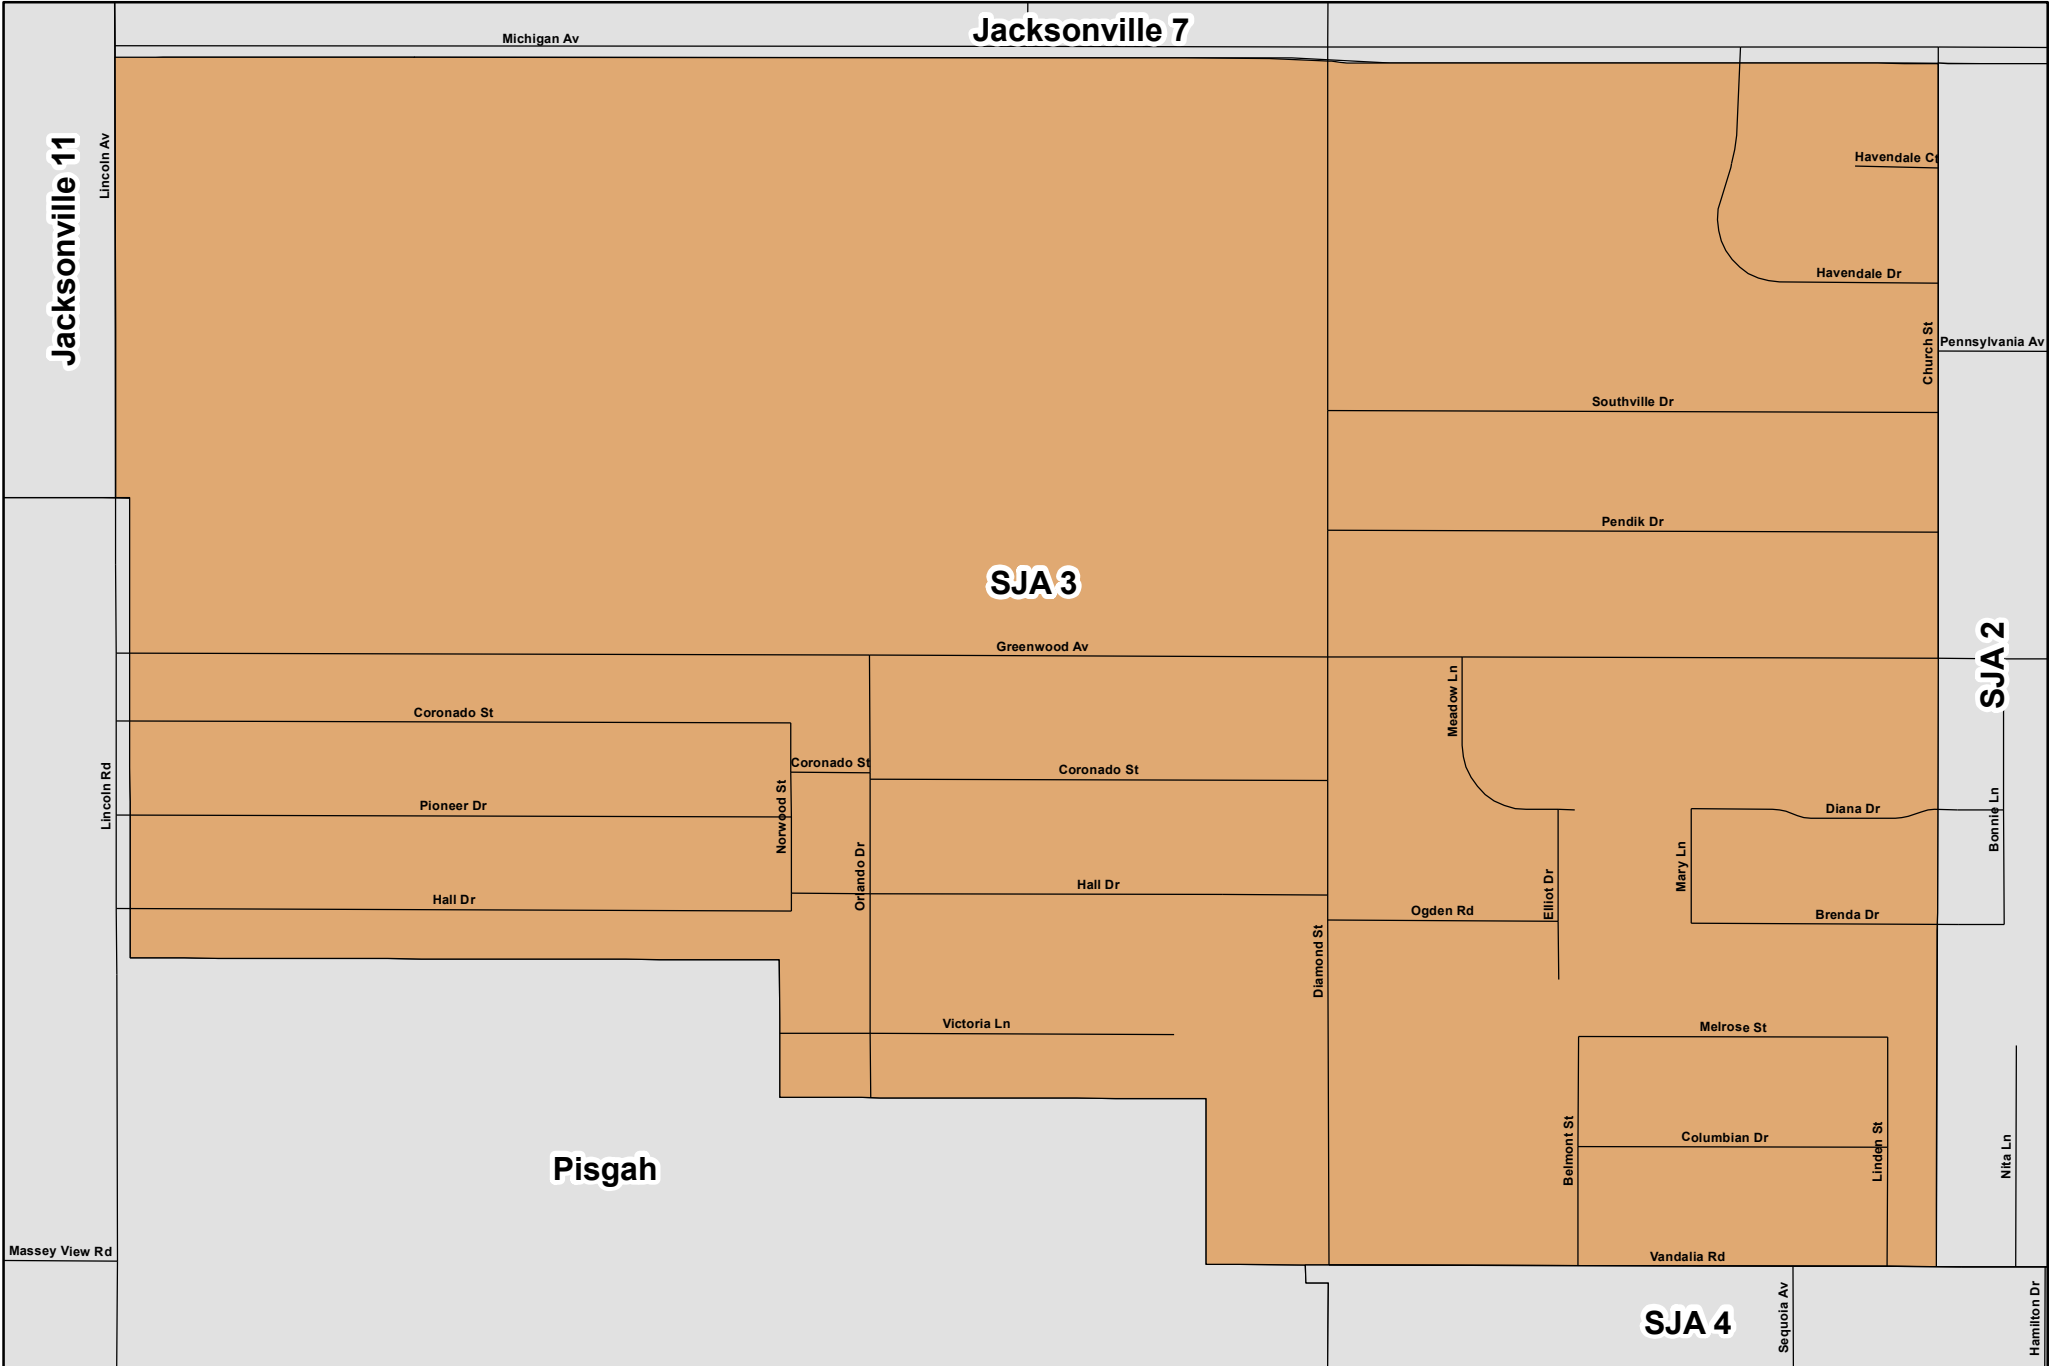 Jacksonville 7
Michigan Av
Jacksonville 11
Lincoln Av
Havendale Ct
Havendale Dr
Church St
Pennsylvania Av
Southville Dr
Pendik Dr
SJA 3
SJA 2
Greenwood Av
Meadow Ln
Coronado St
Coronado St
Coronado St
Lincoln Rd
Pioneer Dr
Norwood St
Orlando Dr
Diana Dr
Bonnie Ln
Mary Ln
Elliot Dr
Hall Dr
Hall Dr
Ogden Rd
Brenda Dr
Diamond St
Victoria Ln
Melrose St
Belmont St
Columbian Dr
Linden St
Nita Ln
Pisgah
Massey View Rd
Vandalia Rd
SJA 4
Sequoia Av
Hamilton Dr